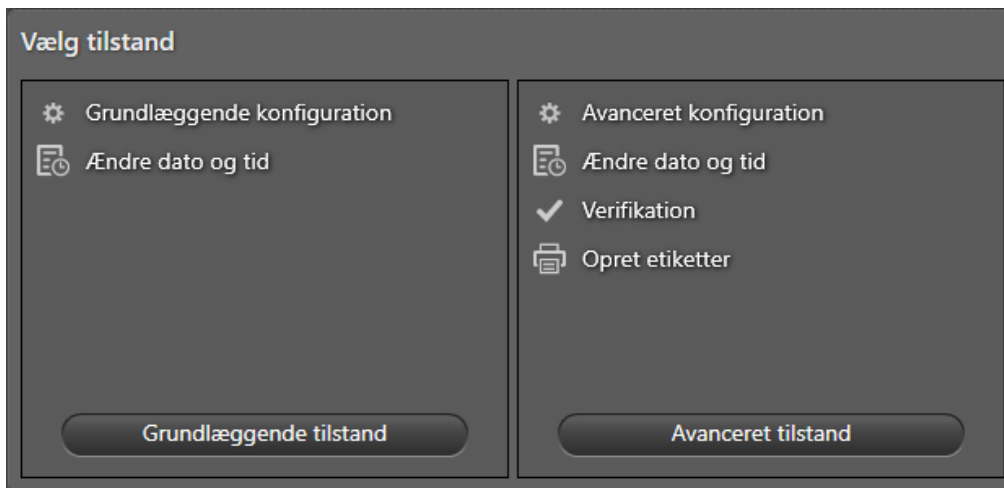 Vælg tilstand
Grundlæggende konfiguration
Ændre dato og tid
Grundlæggende tilstand
Avanceret konfiguration
Ændre dato og tid
Verifikation
Opret etiketter
Avanceret tilstand